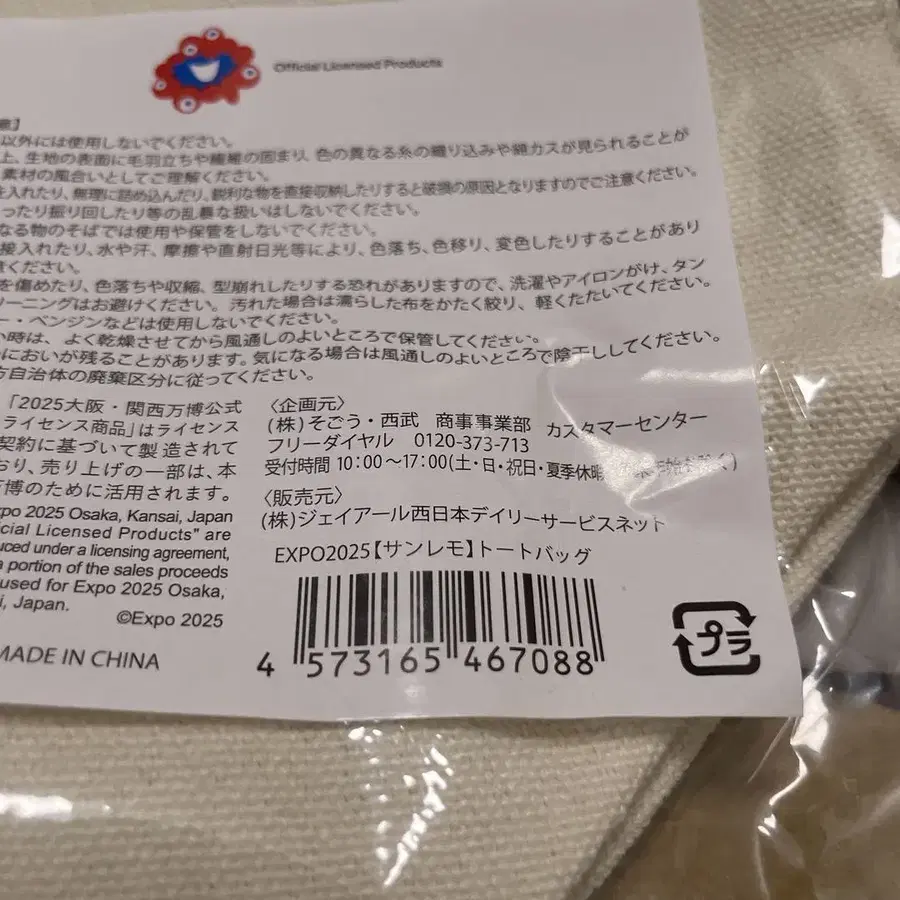 Official Licensed Products
意】
以外には使用しないでください。
上、生地の表面に毛羽立ちや繊維の固まり、色の異なる糸の織り込みや綿カスが見られることが
素材の風合いとしてご理解ください。
を入れたり、無理に詰め込んだり、鋭利な物を直接収納したりすると破損の原因となりますのでご注意ください。
ったり振り回したり等の乱暴な扱いはしないでください。
なる物のそばでは使用や保管をしないでください。
接入れたり、水や汗、摩擦や直射日光等により、色落ち、色移り、変色したりすることがあり
意ください。
を傷めたり、色落ちや収縮、型崩れしたりする恐れがありますので、洗濯やアイロンがけ、タン
リーニングはお避けください。汚れた場合は濡らした布をかたく絞り、軽くたたいてください。
ー・ベンジンなどは使用しないでください。
い時は、よく乾燥させてから風通しのよいところで保管してください。
においが残ることがあります。気になる場合は風通しのよいところで陰干ししてください。
方自治体の廃棄区分に従ってください。
「2025大阪・関西万博公式
ライセンス商品」はライセンス
契約に基づいて製造されて
おり、売り上げの一部は、本
万博のために活用されます。
xpo 2025 Osaka, Kansai, Japan
icial Licensed Products" are
uced under a licensing agreement,
a portion of the sales proceeds
used for Expo 2025 Osaka,
i, Japan.
©Expo 2025
MADE IN CHINA
〈企画元〉
(株)そごう・西武 商事事業部 カスタマーセンター
フリーダイヤル 0120-373-713
受付時間 10:00～17:00(土・日・祝日・夏季休暇
〈販売元〉
(株)ジェイアール西日本デイリーサービスネット
EXPO2025【サンレモ】トートバッグ
4 573165 467088
プラ